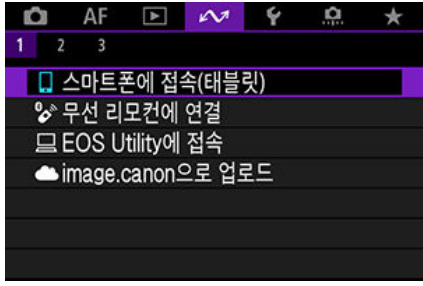 AF
1 2 3
스마트폰에 접속(태블릿)
무선 리모컨에 연결
EOS Utility에 접속
image.canon으로 업로드